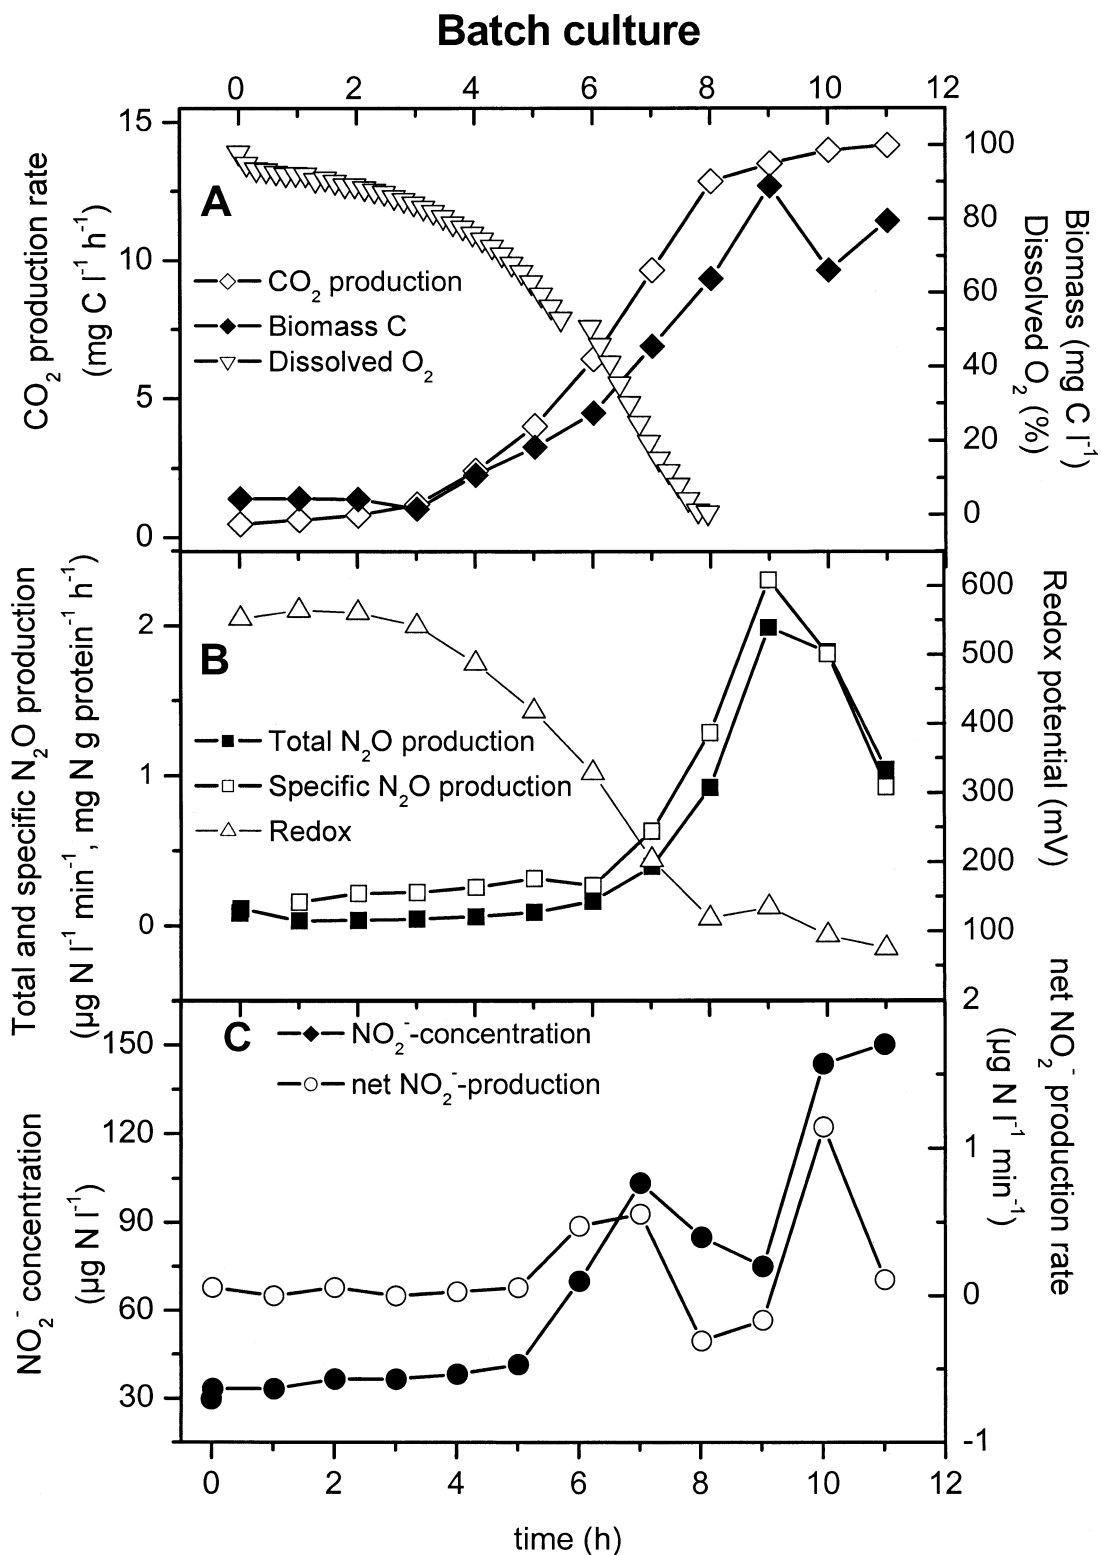 Batch culture
0 2 4 6 8 10 12
15
10
5
0
CO2 production rate
(mg C l-1 h-1)
A
CO2 production
Biomass C
Dissolved O2
100
80
60
40
20
0
Biomass (mg C l-1)
Dissolved O2 (%)
2
1
0
Total and specific N2O production
(µg N l-1 min-1, mg N g protein-1 h-1)
B
Total N2O production
Specific N2O production
Redox
600
500
400
300
200
100
Redox potential (mV)
150
120
90
60
30
NO2- concentration
(µg N l-1)
C
NO2--concentration
net NO2--production
2
1
0
-1
net NO2- production rate
(µg N l-1 min-1)
0 2 4 6 8 10 12
time (h)